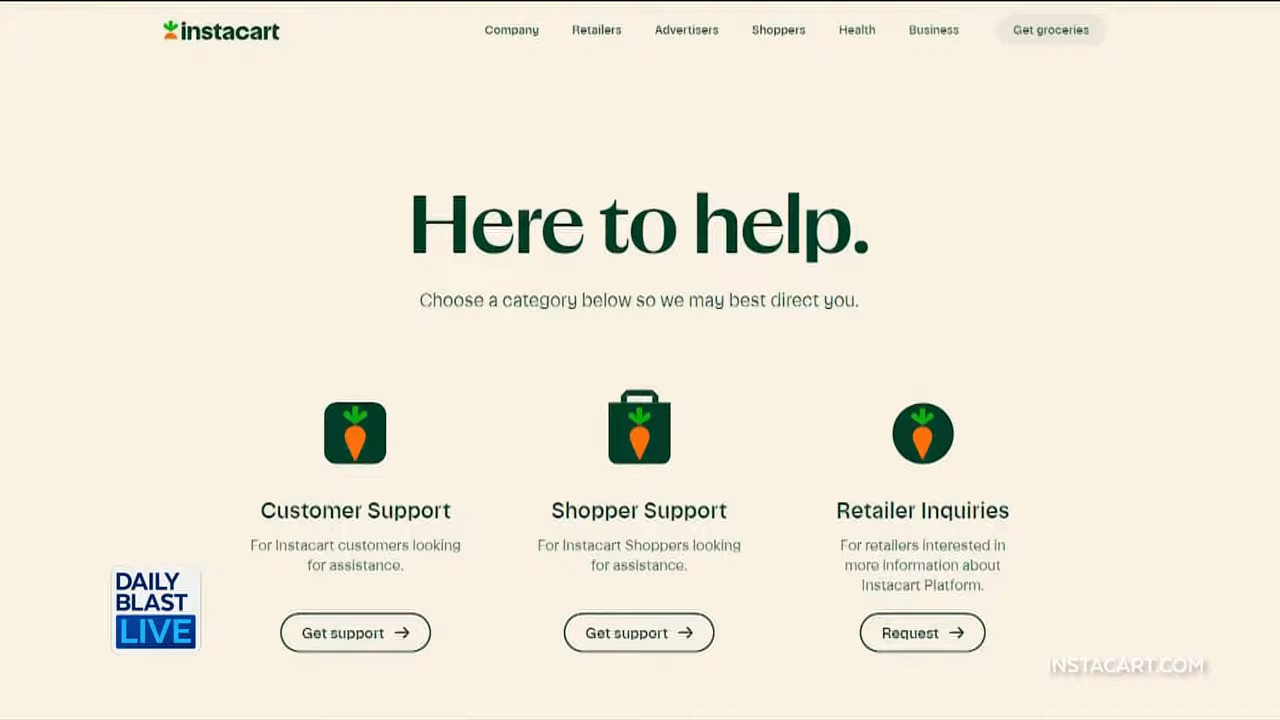 instacart
Company Retailers Advertisers Shoppers Health Business Get groceries
Here to help.
Choose a category below so we may best direct you.
Customer Support
For Instacart customers looking
for assistance.
Get support →
Shopper Support
For Instacart Shoppers looking
for assistance.
Get support →
Retailer Inquiries
For retailers interested in
more information about
Instacart Platform.
Request →
DAILY
BLAST
LIVE
INSTACART.COM